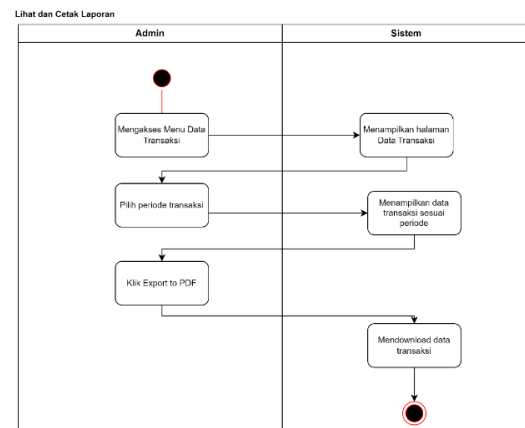 Lihat dan Cetak Laporan
Admin
Sistem
Mengakses Menu Data
Transaksi
Menampilkan halaman
Data Transaksi
Pilih periode transaksi
Menampilkan data
transaksi sesuai
periode
Klik Export to PDF
Mendownload data
transaksi